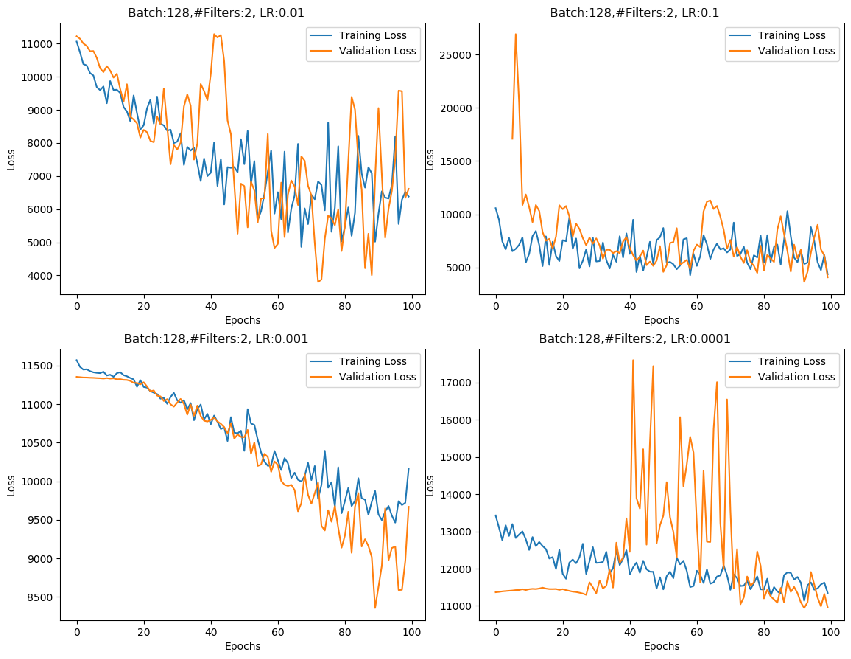 Batch:128,#Filters:2, LR:0.01
Training Loss
Validation Loss
11000
10000
9000
8000
7000
6000
5000
4000
Loss
0
20
40
60
80
100
Epochs
Batch:128,#Filters:2, LR:0.1
Training Loss
Validation Loss
25000
20000
15000
10000
5000
Loss
0
20
40
60
80
100
Epochs
Batch:128,#Filters:2, LR:0.001
Training Loss
Validation Loss
11500
11000
10500
10000
9500
9000
8500
Loss
0
20
40
60
80
100
Epochs
Batch:128,#Filters:2, LR:0.0001
Training Loss
Validation Loss
17000
16000
15000
14000
13000
12000
11000
Loss
0
20
40
60
80
100
Epochs